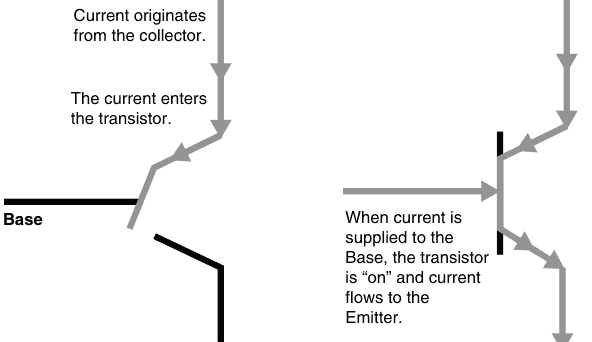 Current originates
from the collector.
The current enters
the transistor.
Base
When current is
supplied to the
Base, the transistor
is “on” and current
flows to the
Emitter.